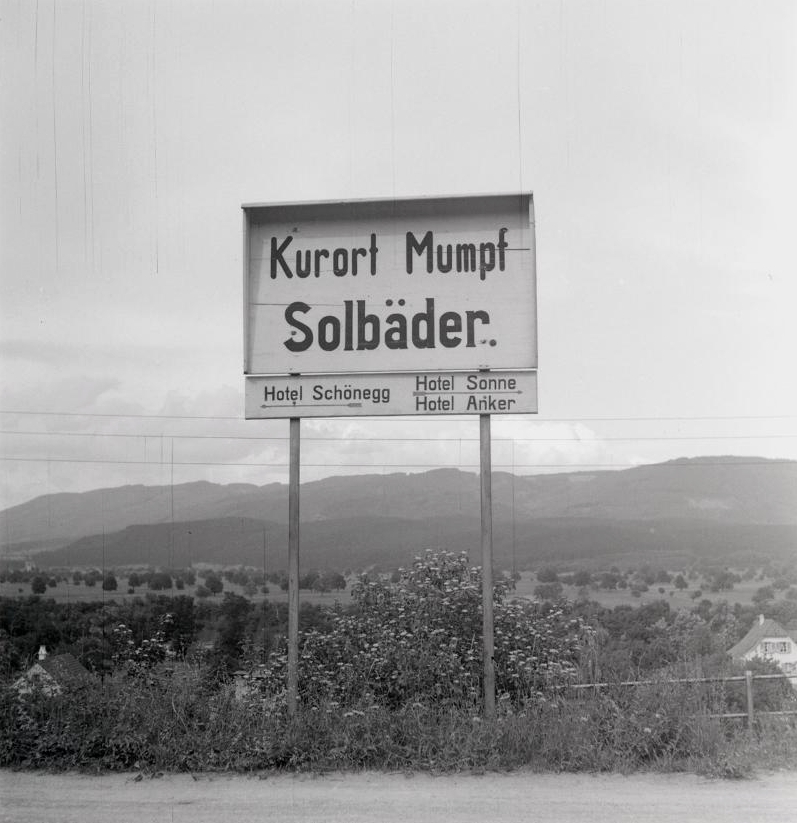 Kurort Mumpf
Solbäder.
Hotel Schönegg
Hotel Sonne
Hotel Anker